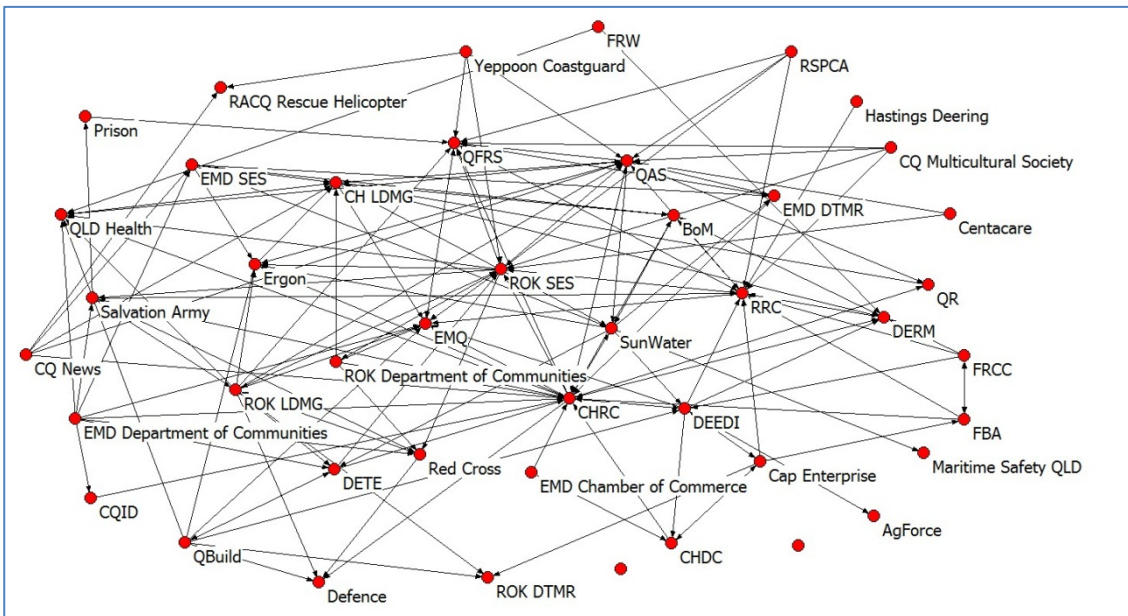 FRW
Yeppoon Coastguard
RSPCA
RACQ Rescue Helicopter
Hastings Deering
Prison
QFRS
CQ Multicultural Society
EMD SES
QAS
CH LDMG
EMD DTMR
QLD Health
BoM
Centacare
Ergon
ROK SES
QR
Salvation Army
RRC
DERM
EMQ
SunWater
CQ News
ROK Department of Communities
FRCC
ROK LDMG
CHRC
DEEDI
EMD Department of Communities
FBA
Red Cross
Maritime Safety QLD
DETE
EMD Chamber of Commerce
Cap Enterprise
CQID
AgForce
QBuild
CHDC
Defence
ROK DTMR